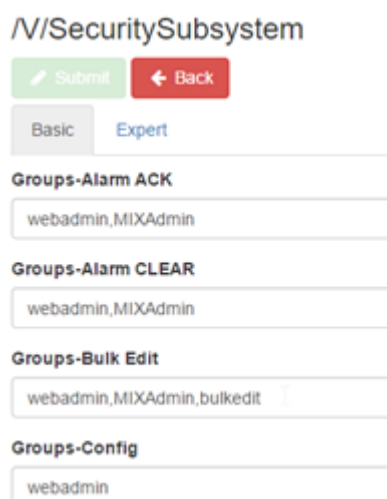 /V/SecuritySubsystem
Submit Back
Basic Expert
Groups-Alarm ACK
webadmin,MIXAdmin
Groups-Alarm CLEAR
webadmin,MIXAdmin
Groups-Bulk Edit
webadmin,MIXAdmin,bulkedit
Groups-Config
webadmin